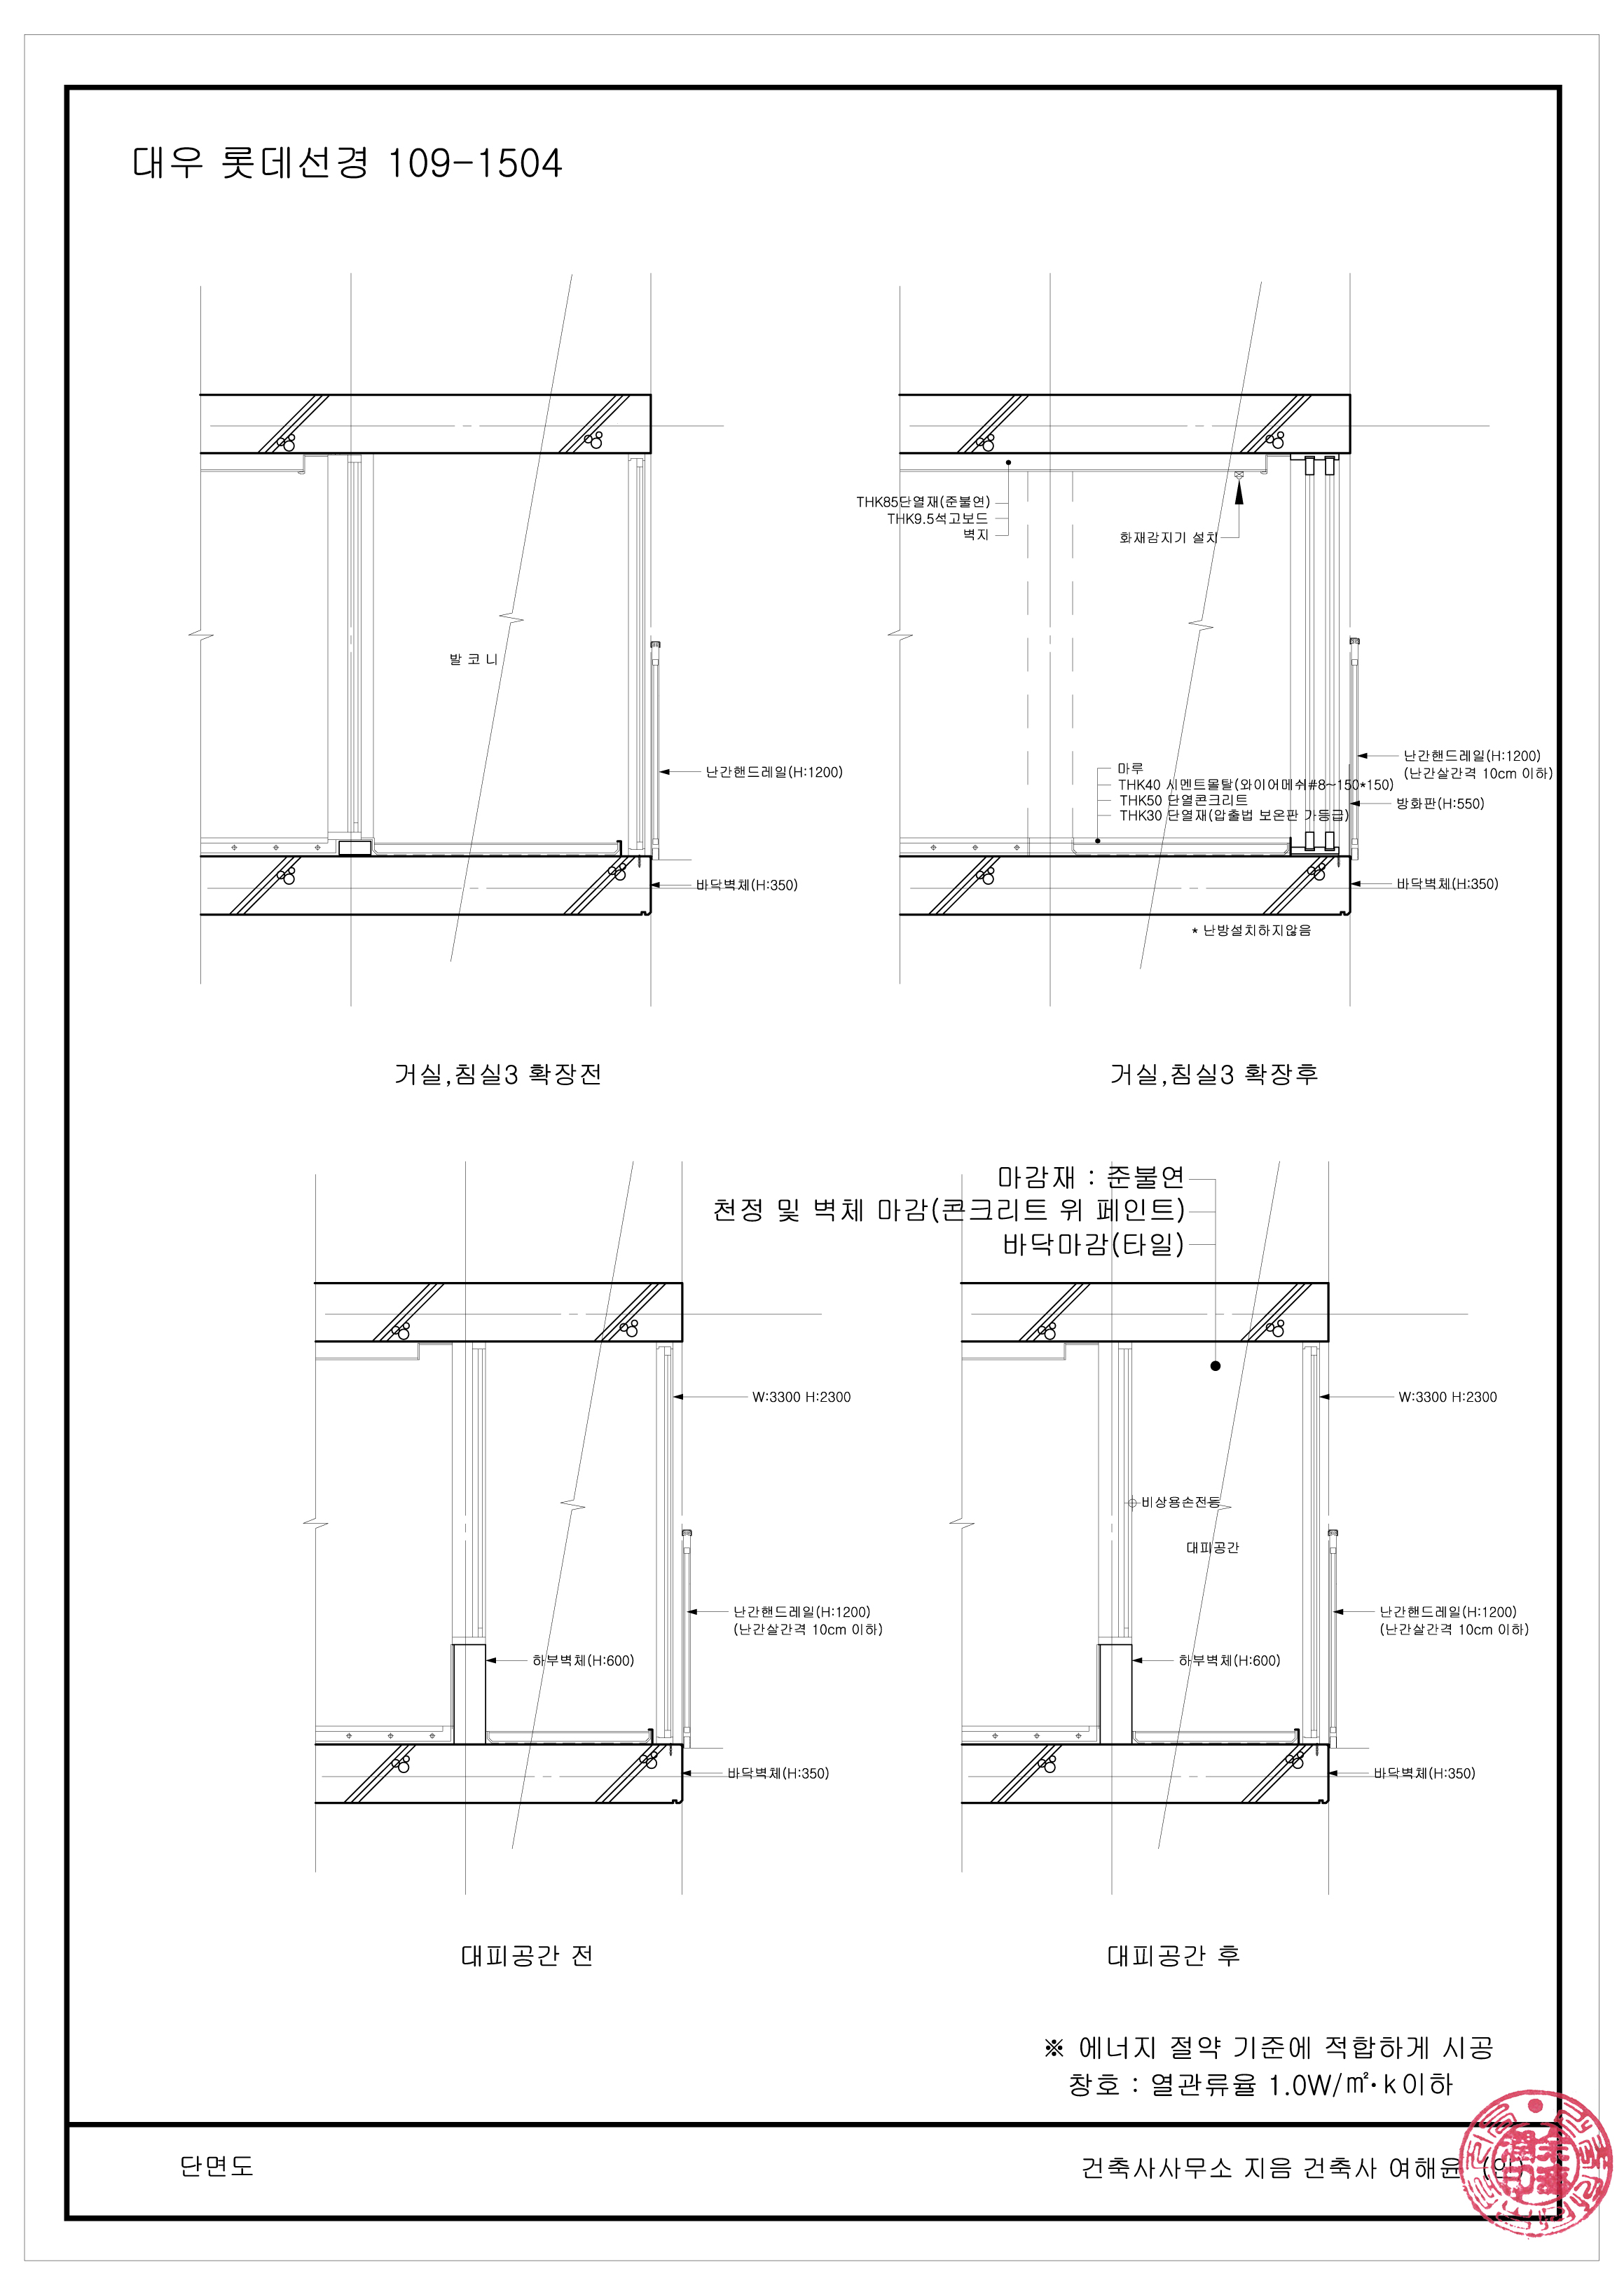 대우 롯데선경 109-1504
발 코 니
난간핸드레일(H:1200)
바닥벽체(H:350)
거실,침실3 확장전
THK85단열재(준불연)
THK9.5석고보드
벽지
화재감지기 설치
마루
THK40 시멘트몰탈(와이어메쉬#8~150*150)
THK50 단열콘크리트
THK30 단열재(압출법 보온판 가등급)
난간핸드레일(H:1200)
(난간살간격 10cm 이하)
방화판(H:550)
바닥벽체(H:350)
* 난방설치하지않음
거실,침실3 확장후
W:3300 H:2300
난간핸드레일(H:1200)
(난간살간격 10cm 이하)
하부벽체(H:600)
바닥벽체(H:350)
대피공간 전
마감재 : 준불연
천정 및 벽체 마감(콘크리트 위 페인트)
바닥마감(타일)
W:3300 H:2300
비상용손전등
대피공간
난간핸드레일(H:1200)
(난간살간격 10cm 이하)
하부벽체(H:600)
바닥벽체(H:350)
대피공간 후
※ 에너지 절약 기준에 적합하게 시공
창호 : 열관류율 1.0W/㎡·k이하
단면도
건축사사무소 지음 건축사 여해윤 (인)